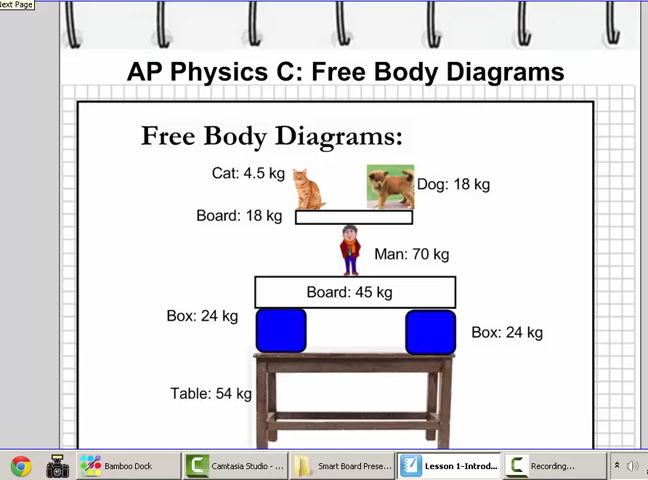 Next Page
AP Physics C: Free Body Diagrams
Free Body Diagrams:
Cat: 4.5 kg
Dog: 18 kg
Board: 18 kg
Man: 70 kg
Board: 45 kg
Box: 24 kg
Box: 24 kg
Table: 54 kg
Bamboo Dock
Camtasia Studio - ...
Smart Board Prese...
Lesson 1-Introd...
Recording...